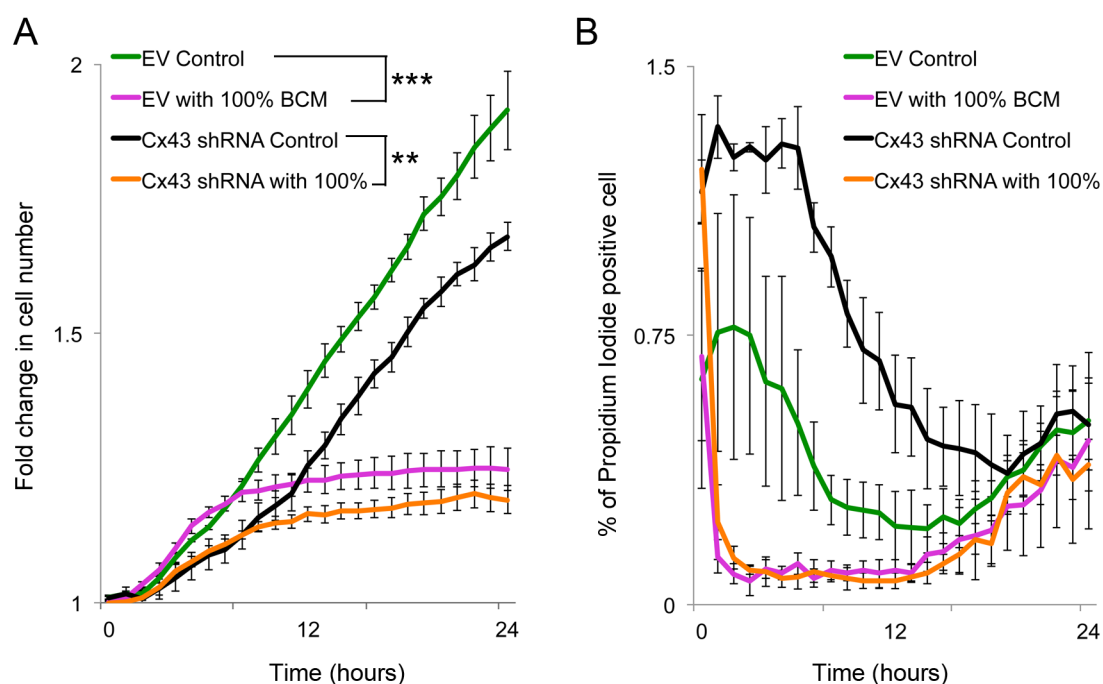 A
EV Control
EV with 100% BCM
Cx43 shRNA Control
Cx43 shRNA with 100%
***
**
Fold change in cell number
2
1.5
1
0
12
24
Time (hours)
B
EV Control
EV with 100% BCM
Cx43 shRNA Control
Cx43 shRNA with 100%
% of Propidium Iodide positive cell
1.5
0.75
0
0
12
24
Time (hours)